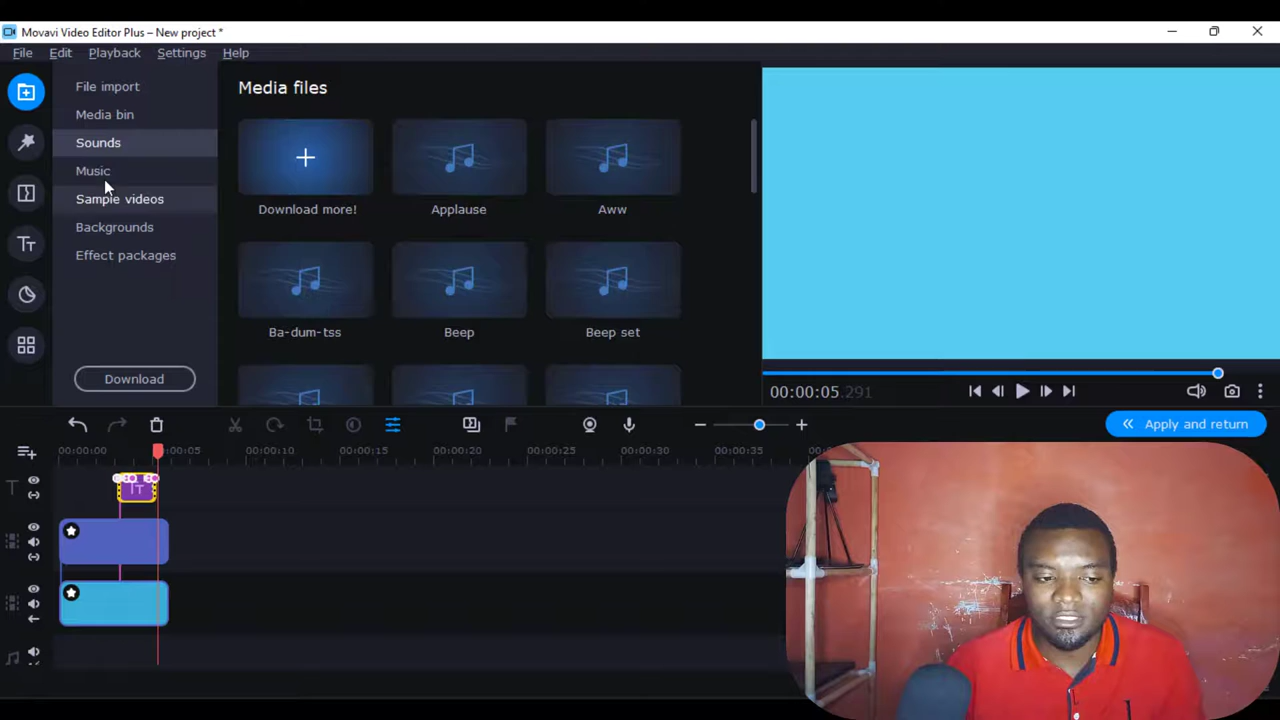 Movavi Video Editor Plus – New project *
File Edit Playback Settings Help
File import
Media bin
Sounds
Music
Sample videos
Backgrounds
Effect packages
Download
Media files
Download more!
Applause
Aww
Ba-dum-tss
Beep
Beep set
00:00:05.291
Apply and return
00:00:00 00:00:05 00:00:10 00:00:15 00:00:20 00:00:25 00:00:30 00:00:35